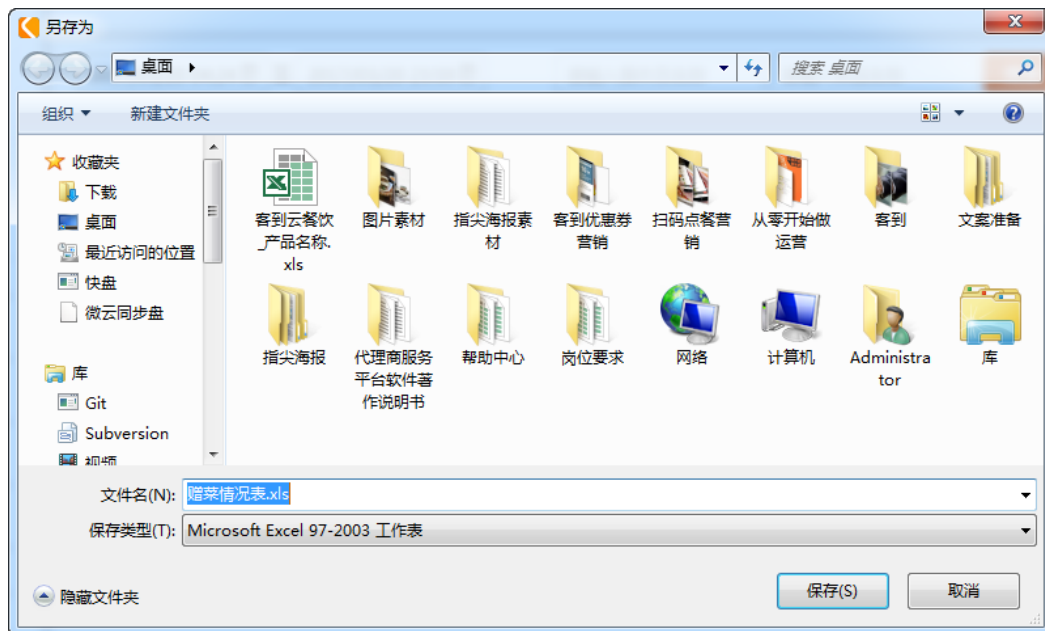 另存为
桌面
搜索 桌面
组织
新建文件夹
收藏夹
下载
桌面
最近访问的位置
快盘
微云同步盘
库
Git
Subversion
视频
客到云餐饮
_产品名称.
xls
图片素材
指尖海报素
材
客到优惠券
营销
扫码点餐营
销
从零开始做
运营
客到
文案准备
指尖海报
代理商服务
平台软件著
作说明书
帮助中心
岗位要求
网络
计算机
Administra
tor
库
文件名(N):
赠菜情况表.xls
保存类型(T):
Microsoft Excel 97-2003 工作表
隐藏文件夹
保存(S)
取消